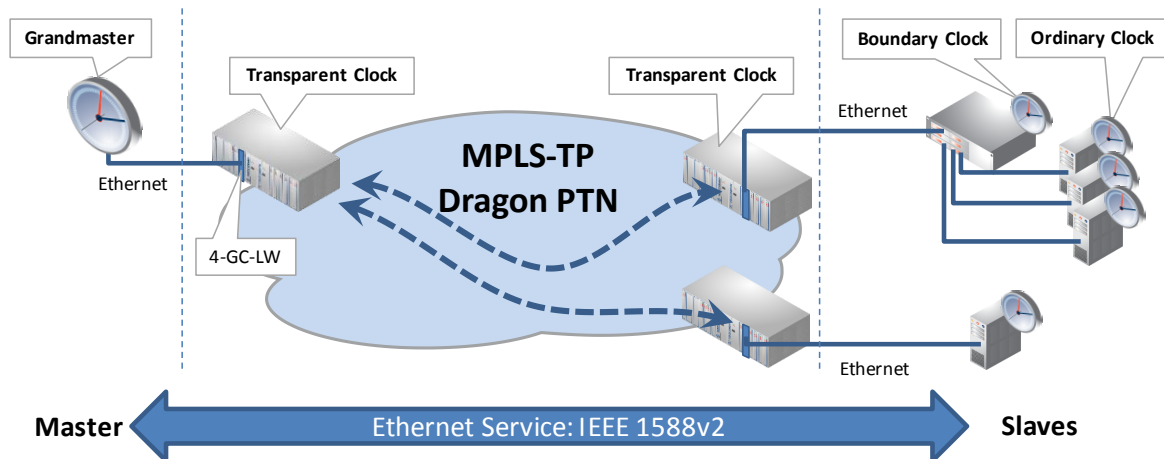 Grandmaster
Transparent Clock
Transparent Clock
Boundary Clock
Ordinary Clock
Ethernet
Ethernet
MPLS-TP
Dragon PTN
4-GC-LW
Ethernet
Master
Ethernet Service: IEEE 1588v2
Slaves